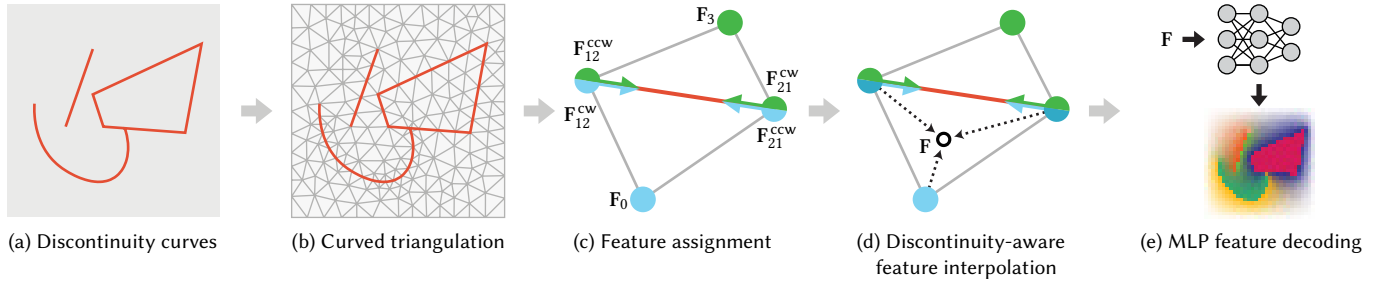 F₃
F₁₂ᶜᶜʷ
F₂₁ᶜʷ
F₁₂ᶜʷ
F₂₁ᶜᶜʷ
F₀
F
F
(a) Discontinuity curves
(b) Curved triangulation
(c) Feature assignment
(d) Discontinuity-aware
feature interpolation
(e) MLP feature decoding